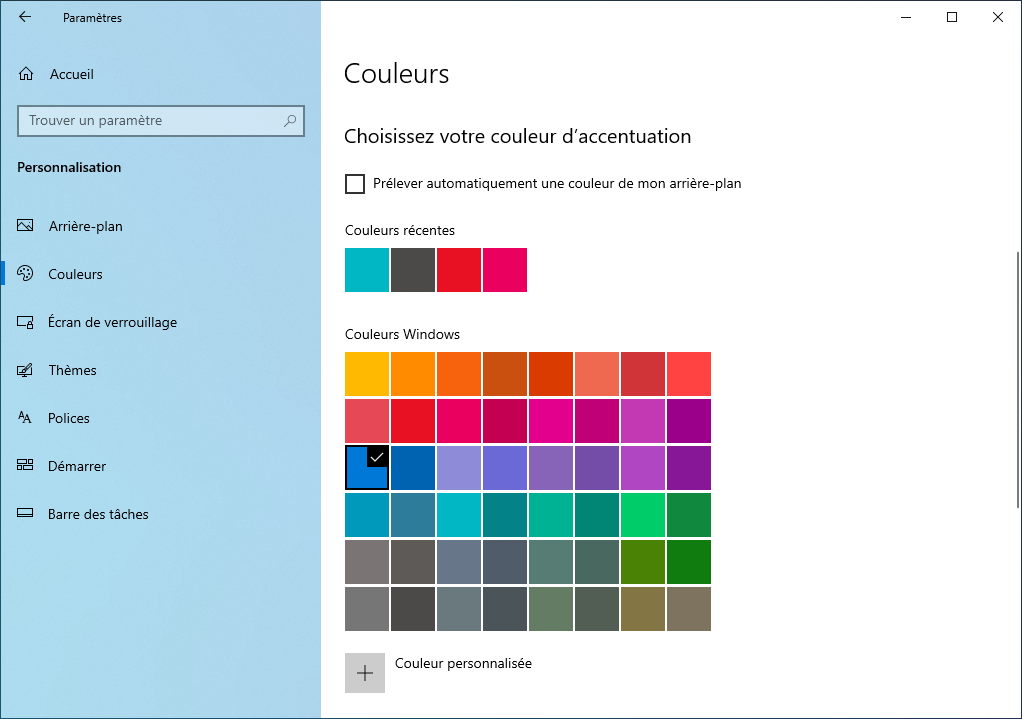 Paramètres
Accueil
Trouver un paramètre
Personnalisation
Arrière-plan
Couleurs
Écran de verrouillage
Thèmes
Polices
Démarrer
Barre des tâches
Couleurs
Choisissez votre couleur d’accentuation
Prélever automatiquement une couleur de mon arrière-plan
Couleurs récentes
Couleurs Windows
Couleur personnalisée